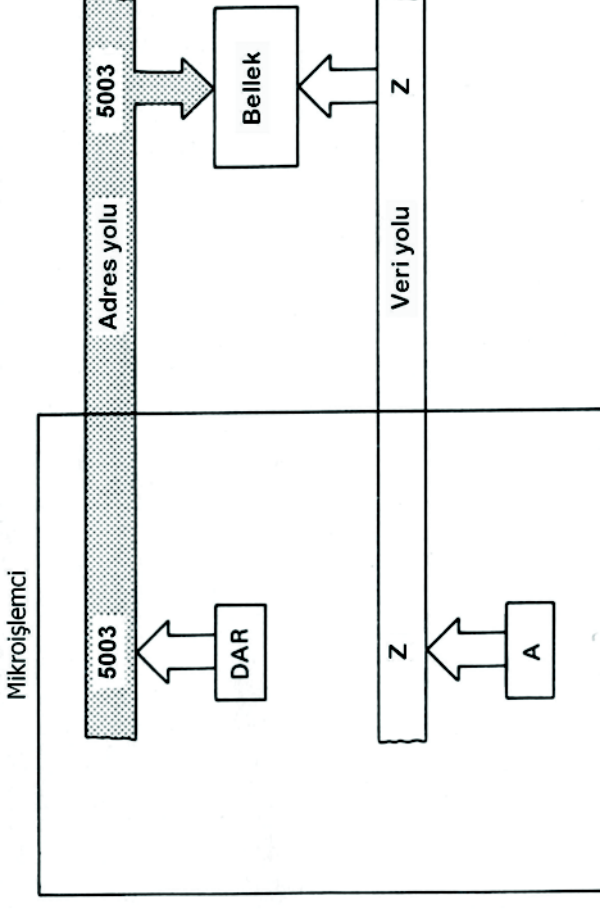 Mikroişlemci
5003
Adres yolu
5003
DAR
Bellek
Z
Veri yolu
Z
A